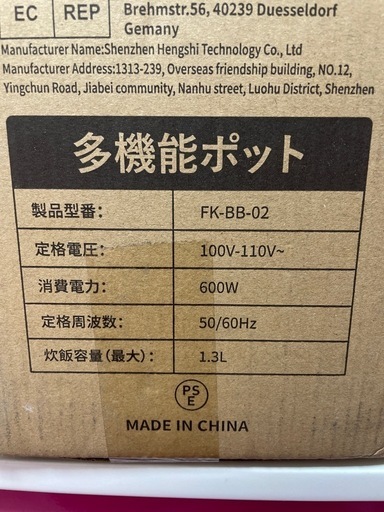 EC REP Brehmstr.56, 40239 Duesseldorf
Gemany
Manufacturer Name:Shenzhen Hengshi Technology Co., Ltd
Manufacturer Address:1313-239, Overseas friendship building, NO.12,
Yingchun Road, Jiabei community, Nanhu street, Luohu District, Shenzhen
多機能ポット
製品型番: FK-BB-02
定格電圧: 100V-110V~
消費電力: 600W
定格周波数: 50/60Hz
炊飯容量(最大): 1.3L
PS
E
MADE IN CHINA